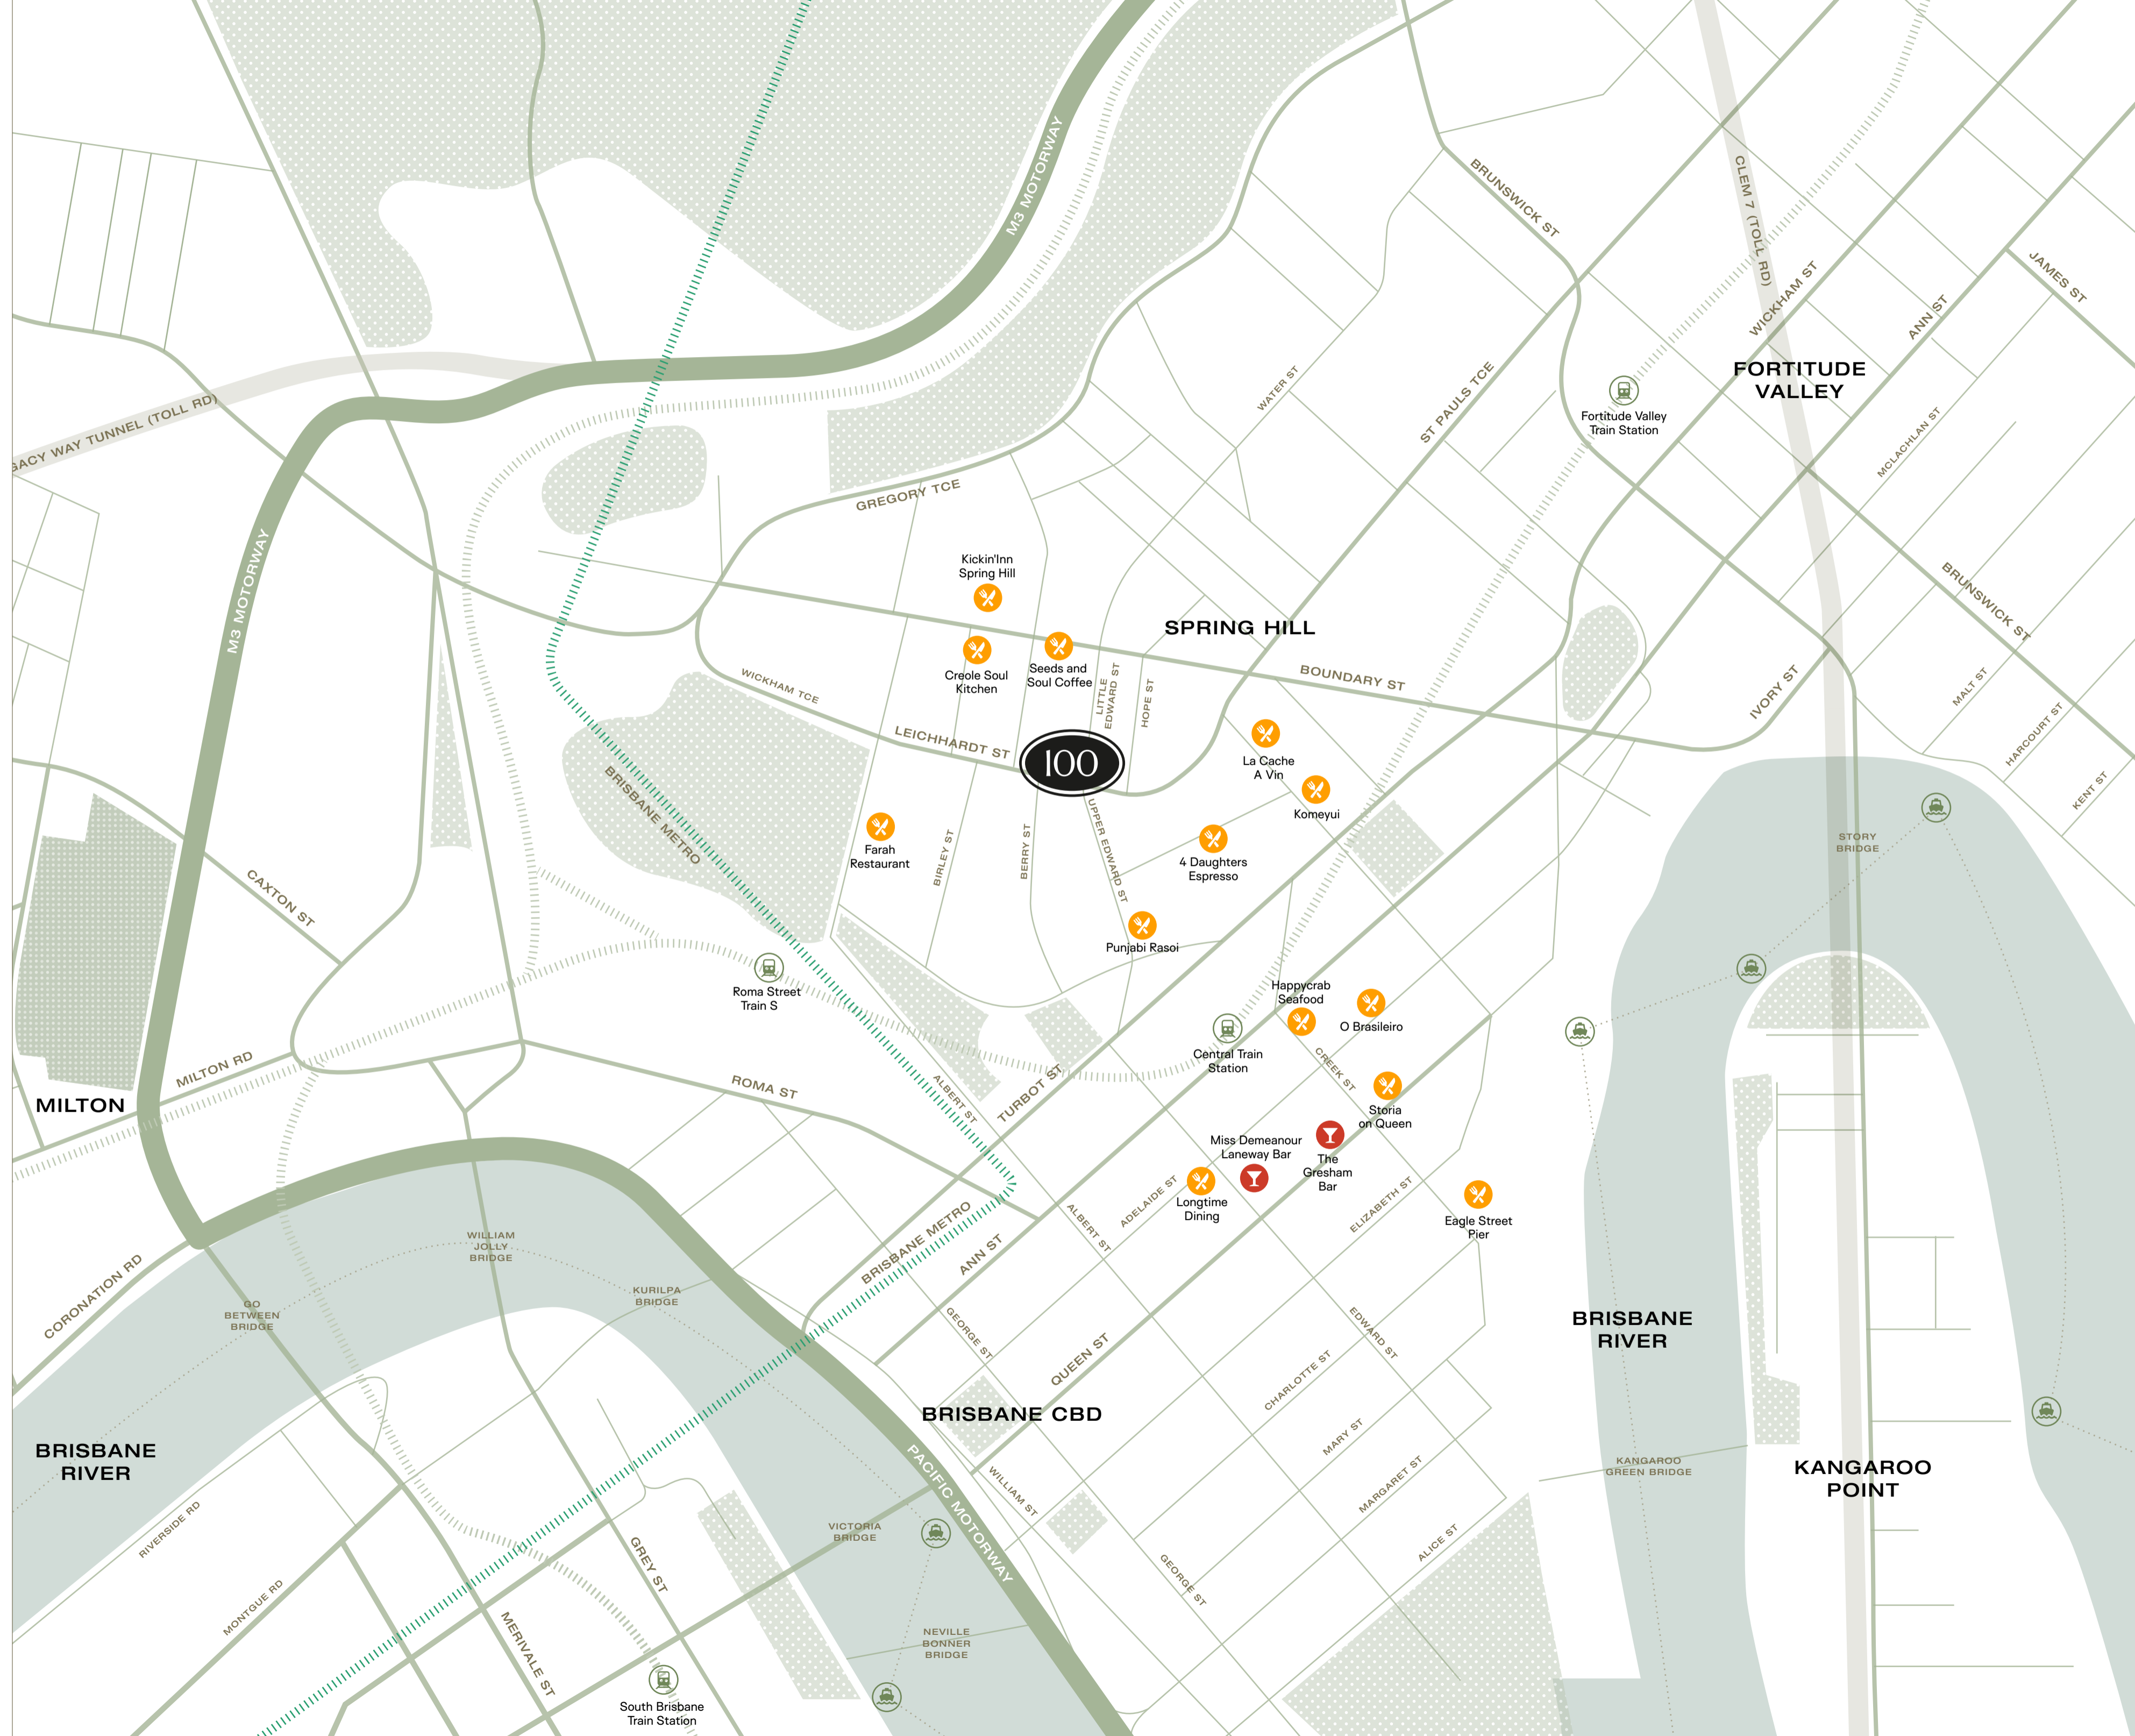 M3 MOTORWAY
BRUNSWICK ST
CLEM 7 (TOLL RD)
WICKHAM ST
ANN ST
JAMES ST
FORTITUDE
VALLEY
Fortitude Valley
Train Station
WATER ST
ST PAULS TCE
MCLACHLAN ST
GACY WAY TUNNEL (TOLL RD)
GREGORY TCE
M3 MOTORWAY
Kickin'Inn
Spring Hill
SPRING HILL
BRUNSWICK ST
Creole Soul
Kitchen
Seeds and
Soul Coffee
LITTLE
EDWARD ST
HOPE ST
BOUNDARY ST
IVORY ST
MALT ST
HARCOURT ST
KENT ST
WICKHAM TCE
LEICHHARDT ST
100
La Cache
A Vin
Komeyui
BRISBANE METRO
Farah
Restaurant
BIRLEY ST
BERRY ST
UPPER EDWARD ST
4 Daughters
Espresso
STORY
BRIDGE
CAXTON ST
Punjabi Rasoi
Roma Street
Train S
Happycrab
Seafood
O Brasileiro
Central Train
Station
CREEK ST
MILTON RD
MILTON
ROMA ST
ALBERT ST
TURBOT ST
Storia
on Queen
Miss Demeanour
Laneway Bar
The
Gresham
Bar
Longtime
Dining
ADELAIDE ST
ALBERT ST
ELIZABETH ST
Eagle Street
Pier
BRISBANE METRO
ANN ST
CORONATION RD
WILLIAM
JOLLY
BRIDGE
GO
BETWEEN
BRIDGE
KURILPA
BRIDGE
GEORGE ST
QUEEN ST
EDWARD ST
CHARLOTTE ST
BRISBANE
RIVER
BRISBANE CBD
MARY ST
BRISBANE
RIVER
PACIFIC MOTORWAY
WILLIAM ST
MARGARET ST
KANGAROO
GREEN BRIDGE
KANGAROO
POINT
RIVERSIDE RD
VICTORIA
BRIDGE
GREY ST
ALICE ST
GEORGE ST
MONTGUE RD
MERIVALE ST
NEVILLE
BONNER
BRIDGE
South Brisbane
Train Station